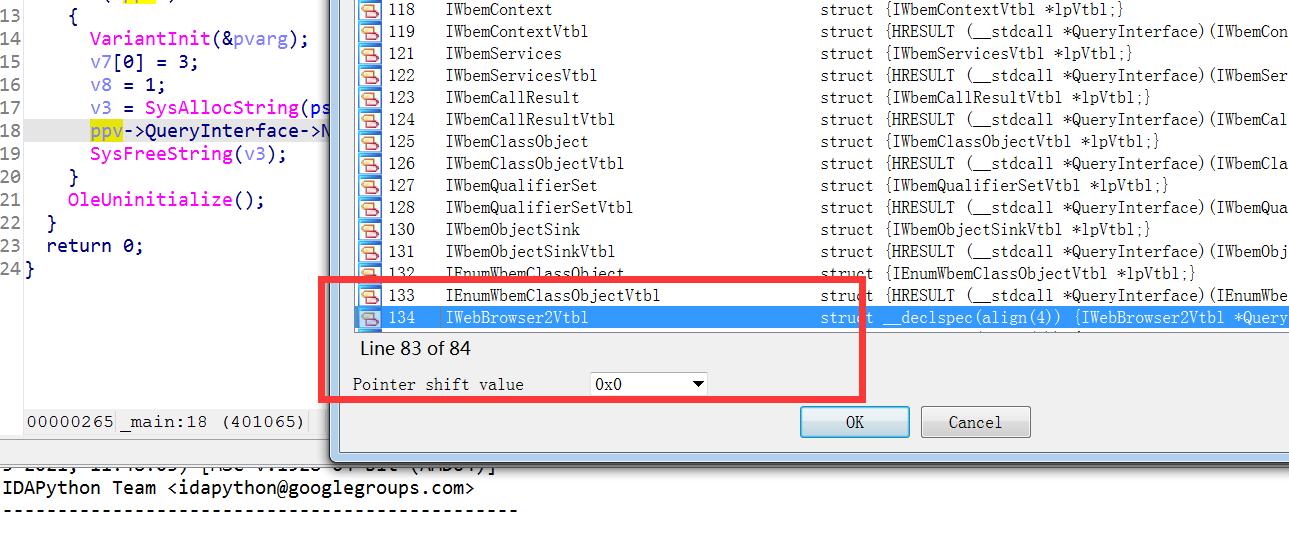 13 {
14 VariantInit(&pvarg);
15 v7[0] = 3;
16 v8 = 1;
17 v3 = SysAllocString(ps
18 ppv->QueryInterface->N
19 SysFreeString(v3);
20 }
21 OleUninitialize();
22 }
23 return 0;
24 }
00000265 _main:18 (401065)
118 IWbemContext struct {IWbemContextVtbl *lpVtbl;}
119 IWbemContextVtbl struct {HRESULT (__stdcall *QueryInterface)(IWbemCon
121 IWbemServices struct {IWbemServicesVtbl *lpVtbl;}
122 IWbemServicesVtbl struct {HRESULT (__stdcall *QueryInterface)(IWbemSer
123 IWbemCallResult struct {IWbemCallResultVtbl *lpVtbl;}
124 IWbemCallResultVtbl struct {HRESULT (__stdcall *QueryInterface)(IWbemCal
125 IWbemClassObject struct {IWbemClassObjectVtbl *lpVtbl;}
126 IWbemClassObjectVtbl struct {HRESULT (__stdcall *QueryInterface)(IWbemCla
127 IWbemQualifierSet struct {IWbemQualifierSetVtbl *lpVtbl;}
128 IWbemQualifierSetVtbl struct {HRESULT (__stdcall *QueryInterface)(IWbemQua
130 IWbemObjectSink struct {IWbemObjectSinkVtbl *lpVtbl;}
131 IWbemObjectSinkVtbl struct {HRESULT (__stdcall *QueryInterface)(IWbemObj
132 IEnumWbemClassObject struct {IEnumWbemClassObjectVtbl *lpVtbl;}
133 IEnumWbemClassObjectVtbl struct {HRESULT (__stdcall *QueryInterface)(IEnumWbe
134 IWebBrowser2Vtbl struct __declspec(align(4)) {IWebBrowser2Vtbl *Query
Line 83 of 84
Pointer shift value 0x0
OK Cancel
IDAPython Team <idapython@googlegroups.com>
-----------------------------------------------